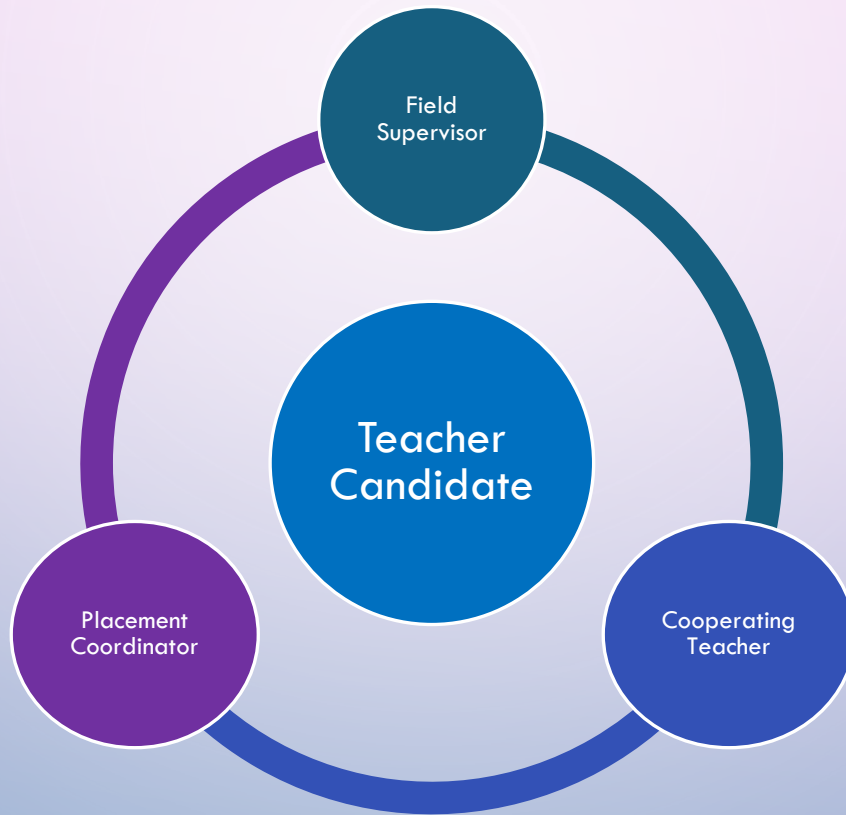 Field
Supervisor
Teacher
Candidate
Placement
Coordinator
Cooperating
Teacher